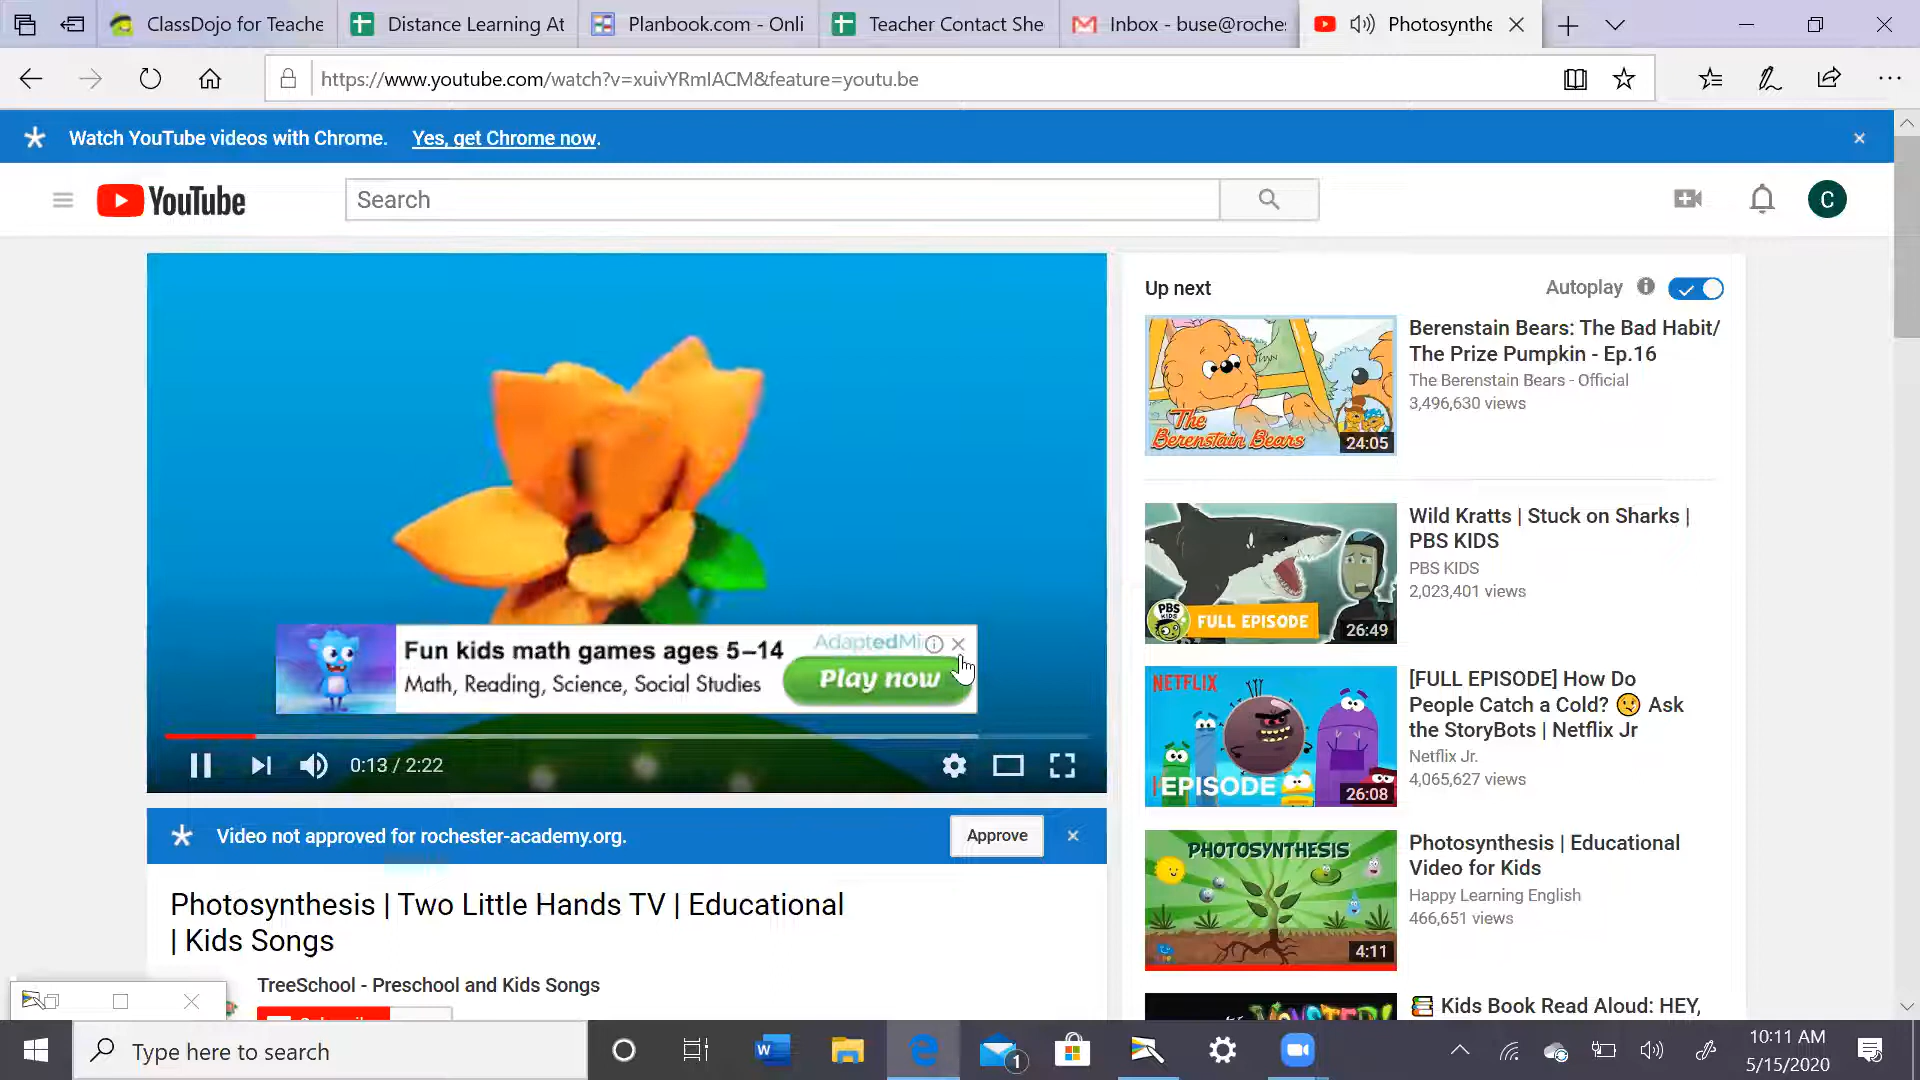 ClassDojo for Teache
Distance Learning At
Planbook.com - Onli
Teacher Contact She
Inbox - buse@roche
Photosynthe
https://www.youtube.com/watch?v=xuivYRmIACM&feature=youtu.be
Watch YouTube videos with Chrome. Yes, get Chrome now.
YouTube
Search
C
Fun kids math games ages 5–14
Math, Reading, Science, Social Studies
AdaptedMi
Play now
0:13 / 2:22
Video not approved for rochester-academy.org.
Approve
Photosynthesis | Two Little Hands TV | Educational
| Kids Songs
TreeSchool - Preschool and Kids Songs
Up next
Autoplay
The
Berenstain Bears
24:05
Berenstain Bears: The Bad Habit/
The Prize Pumpkin - Ep.16
The Berenstain Bears - Official
3,496,630 views
PBS
KIDS
FULL EPISODE
26:49
Wild Kratts | Stuck on Sharks |
PBS KIDS
PBS KIDS
2,023,401 views
NETFLIX
EPISODE
26:08
[FULL EPISODE] How Do
People Catch a Cold? 🤧 Ask
the StoryBots | Netflix Jr
Netflix Jr.
4,065,627 views
PHOTOSYNTHESIS
4:11
Photosynthesis | Educational
Video for Kids
Happy Learning English
466,651 views
📚 Kids Book Read Aloud: HEY,
Type here to search
W
1
10:11 AM
5/15/2020